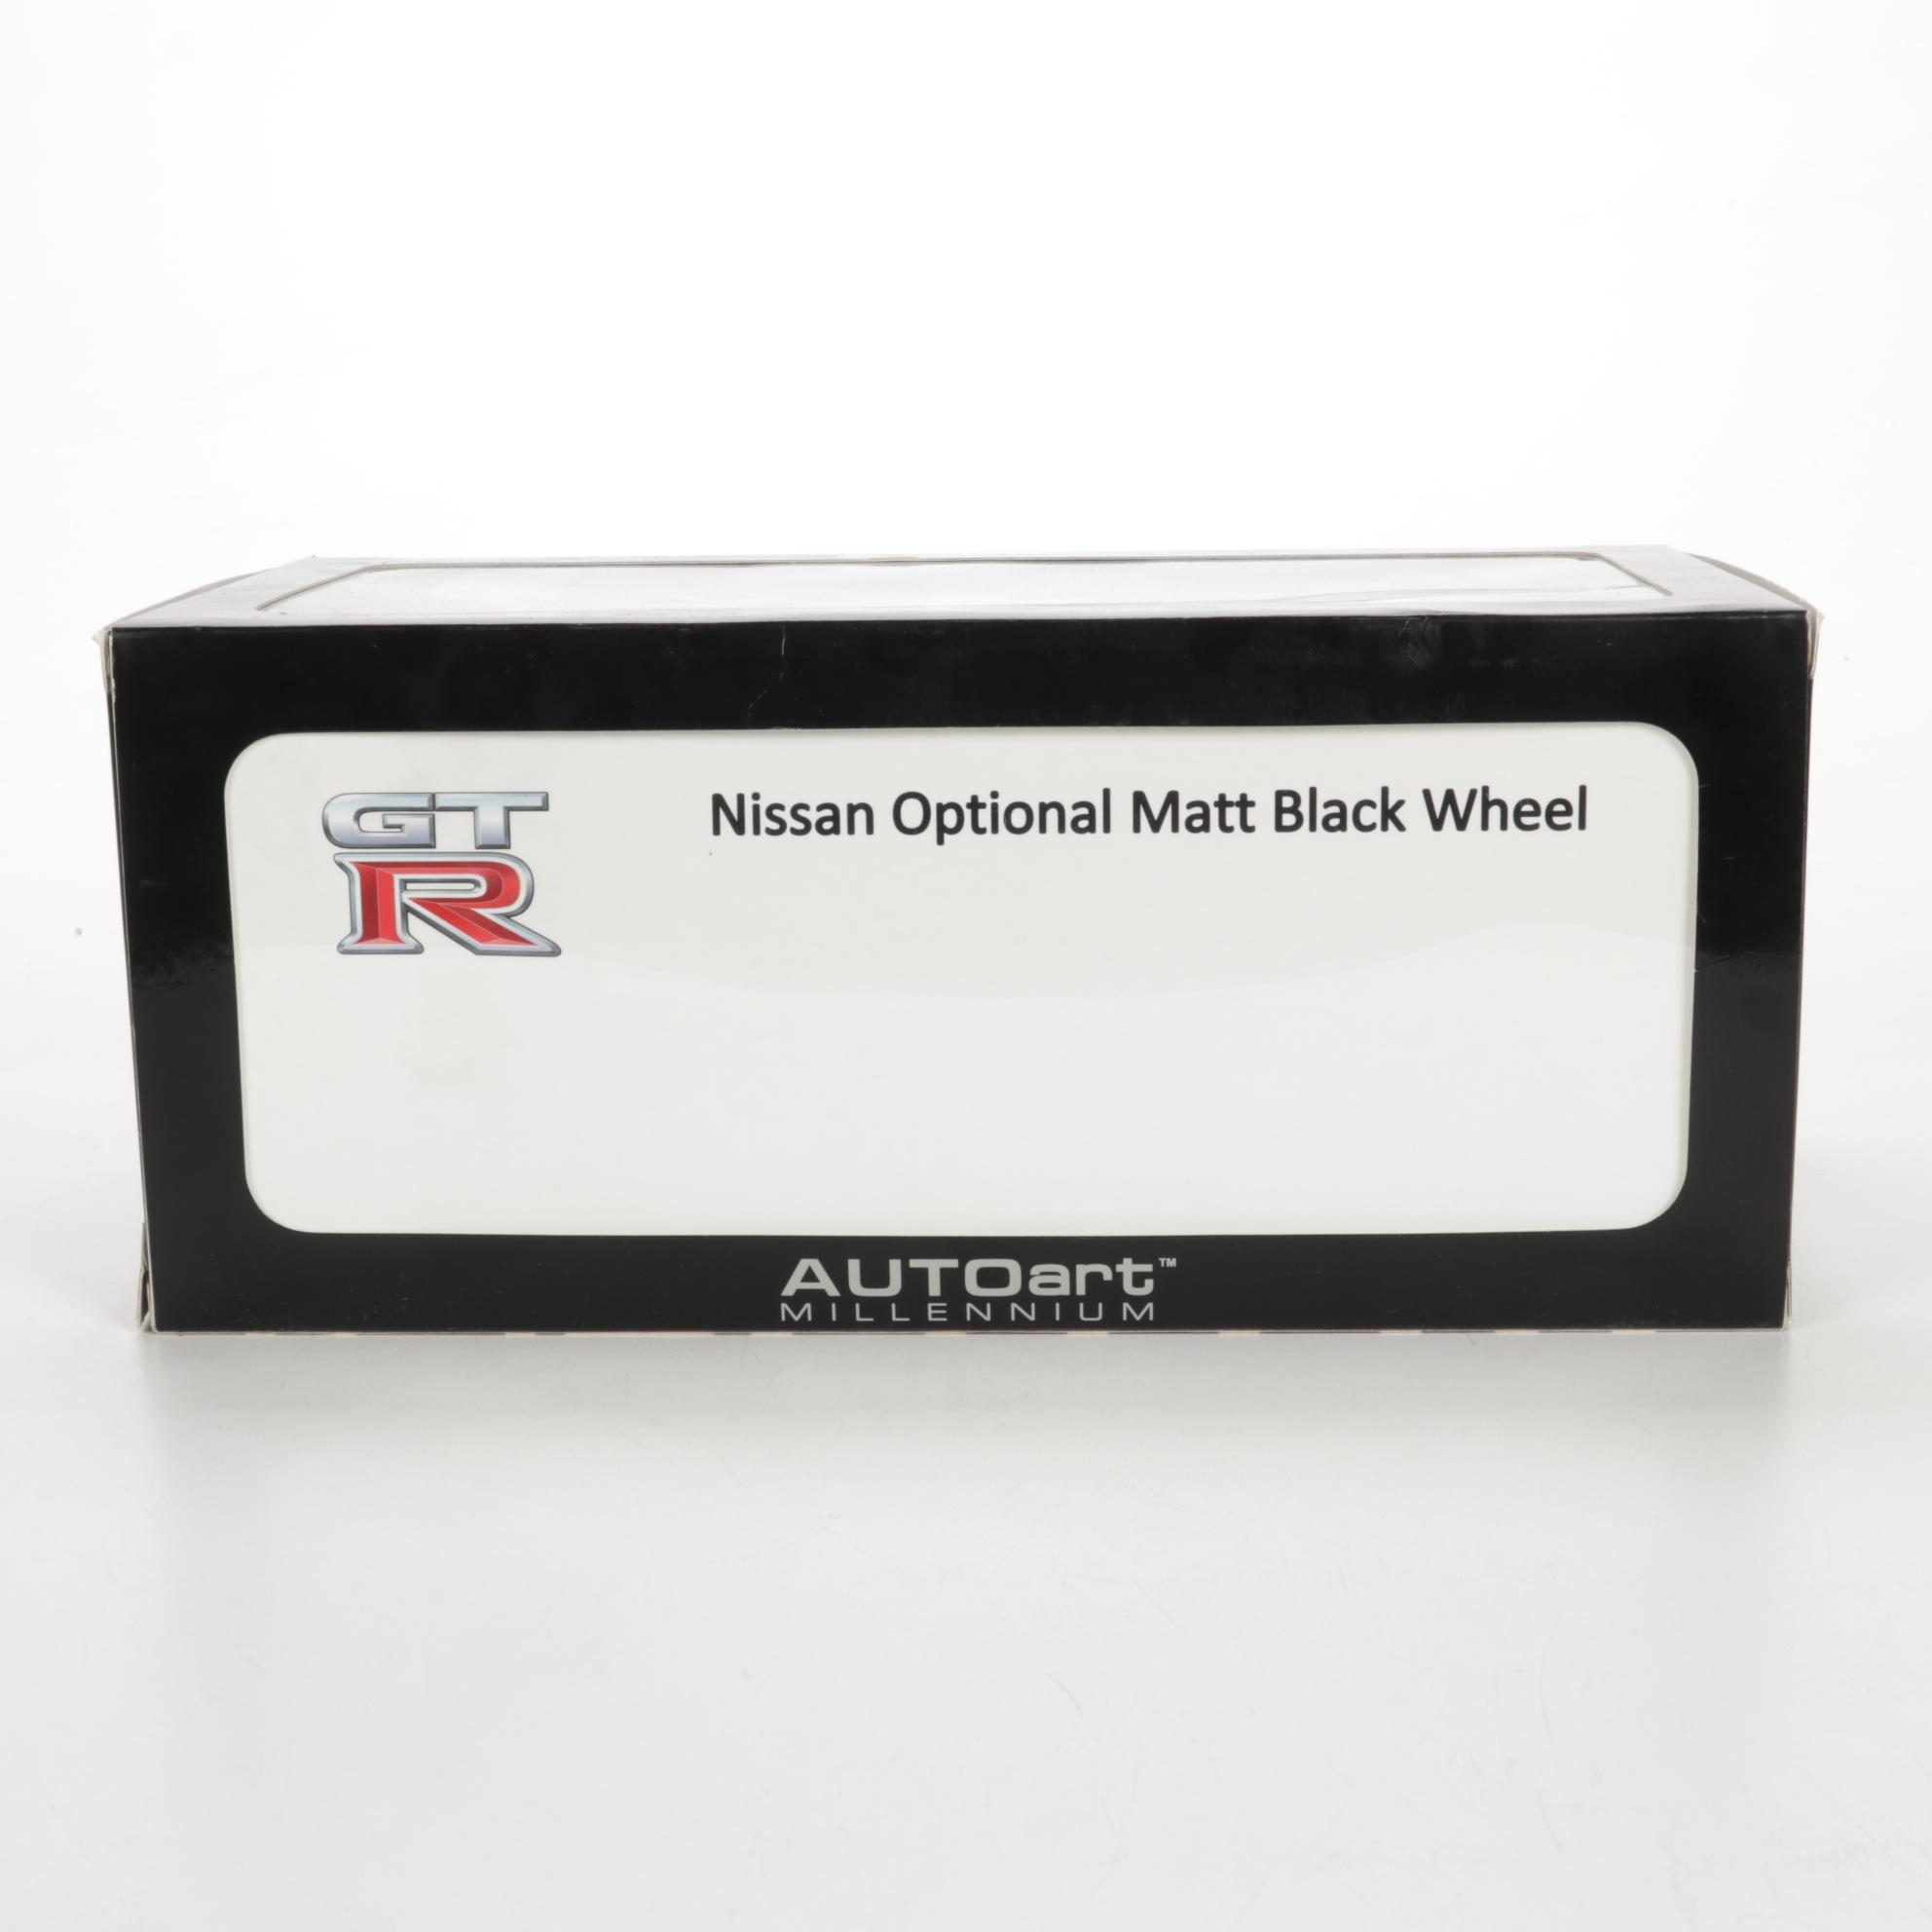 GT
R
Nissan Optional Matt Black Wheel
AUTOart™
MILLENNIUM